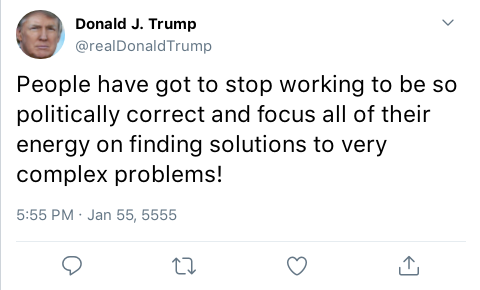 Donald J. Trump
@realDonaldTrump
People have got to stop working to be so
politically correct and focus all of their
energy on finding solutions to very
complex problems!
5:55 PM · Jan 55, 5555